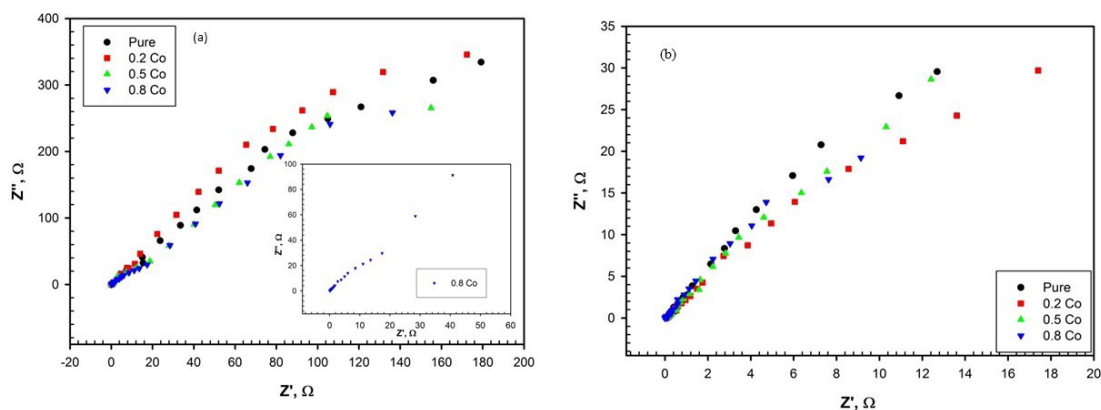 (a)
Pure
0.2 Co
0.5 Co
0.8 Co
Z'', Ω
400
300
200
100
0
-20 0 20 40 60 80 100 120 140 160 180 200
Z', Ω
Z'', Ω
100
80
60
40
20
0
0 10 20 30 40 50 60
Z', Ω
0.8 Co
(b)
Z'', Ω
35
30
25
20
15
10
5
0
-5
0 2 4 6 8 10 12 14 16 18 20
Z', Ω
Pure
0.2 Co
0.5 Co
0.8 Co